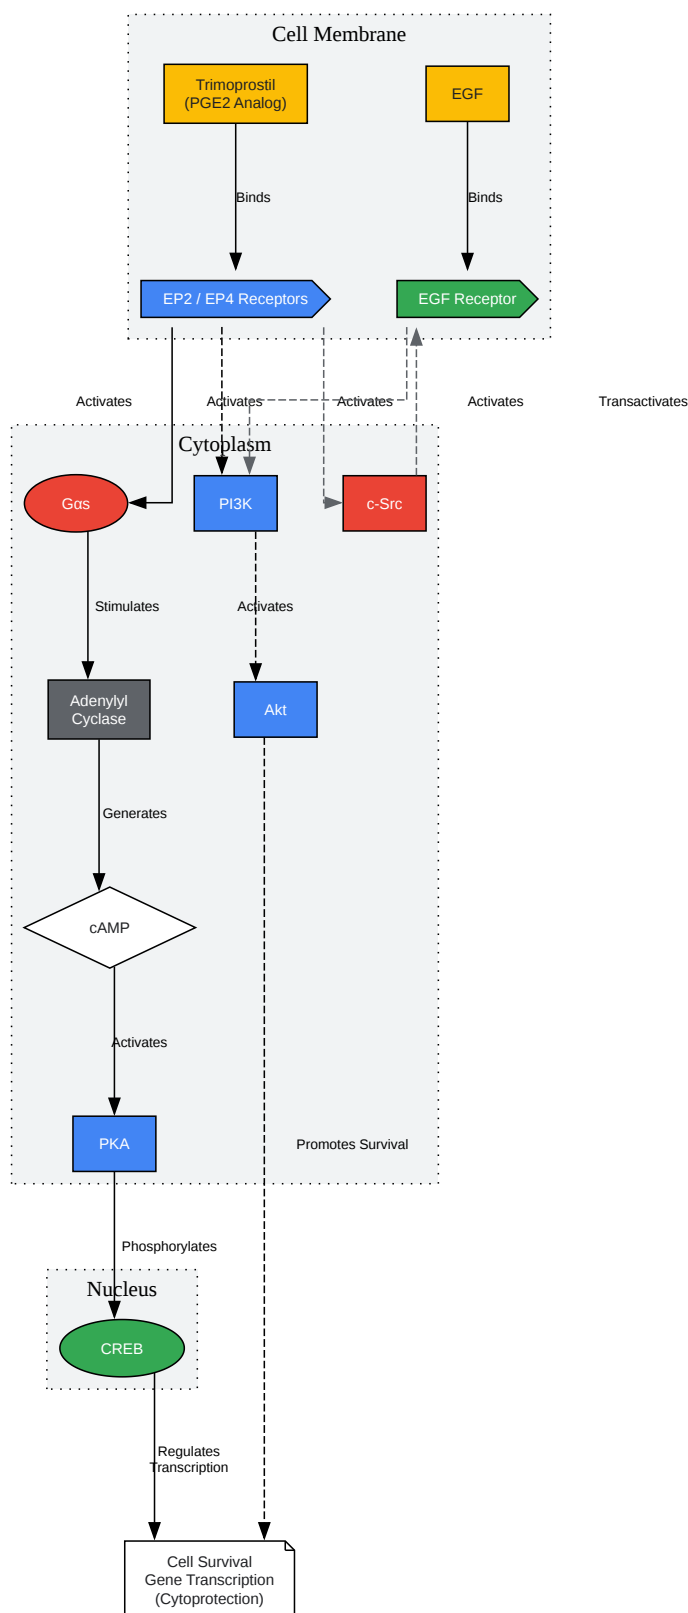 Cell Membrane
Trimoprostil
(PGE2 Analog)
EGF
Binds
Binds
EP2 / EP4 Receptors
EGF Receptor
Activates
Activates
Activates
Activates
Transactivates
Cytoplasm
Gαs
PI3K
c-Src
Stimulates
Activates
Adenylyl
Cyclase
Akt
Generates
cAMP
Activates
PKA
Promotes Survival
Phosphorylates
Nucleus
CREB
Regulates
Transcription
Cell Survival
Gene Transcription
(Cytoprotection)